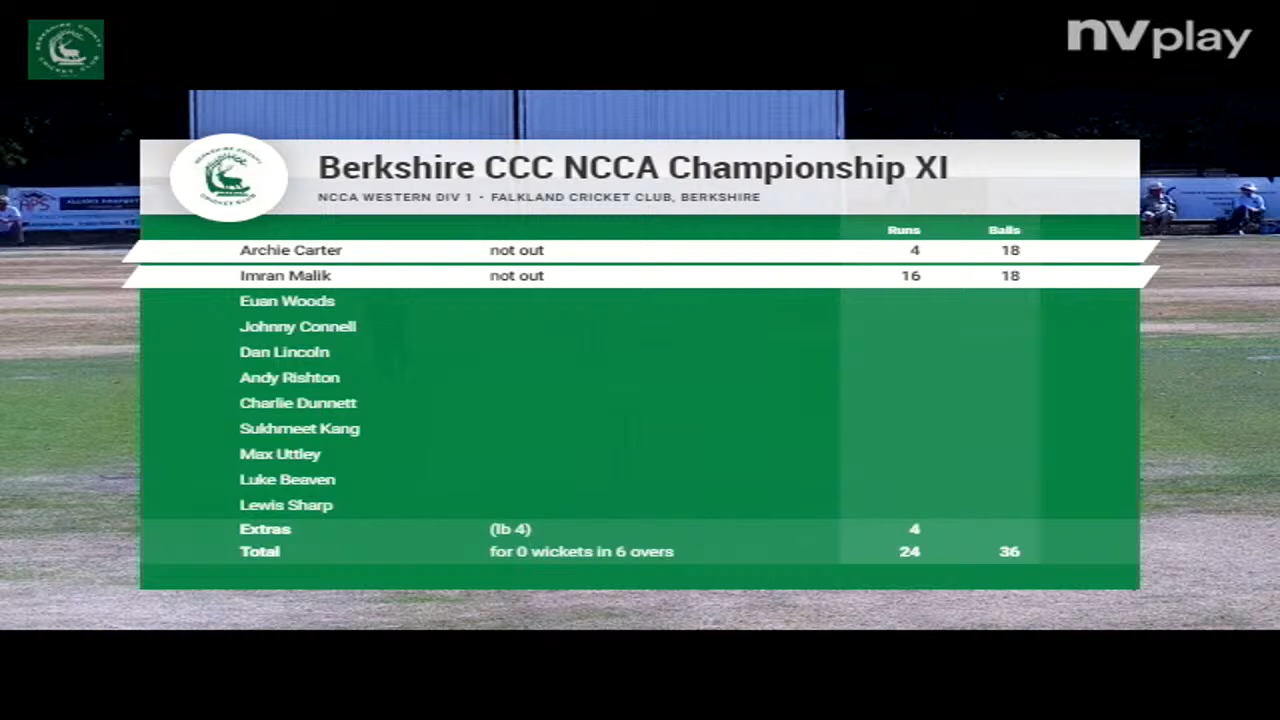 nvplay
Berkshire CCC NCCA Championship XI
NCCA WESTERN DIV 1 · FALKLAND CRICKET CLUB, BERKSHIRE
Runs Balls
Archie Carter not out 4 18
Imran Malik not out 16 18
Euan Woods
Johnny Connell
Dan Lincoln
Andy Rishton
Charlie Dunnett
Sukhmeet Kang
Max Uttley
Luke Beaven
Lewis Sharp
Extras (lb 4) 4
Total for 0 wickets in 6 overs 24 36